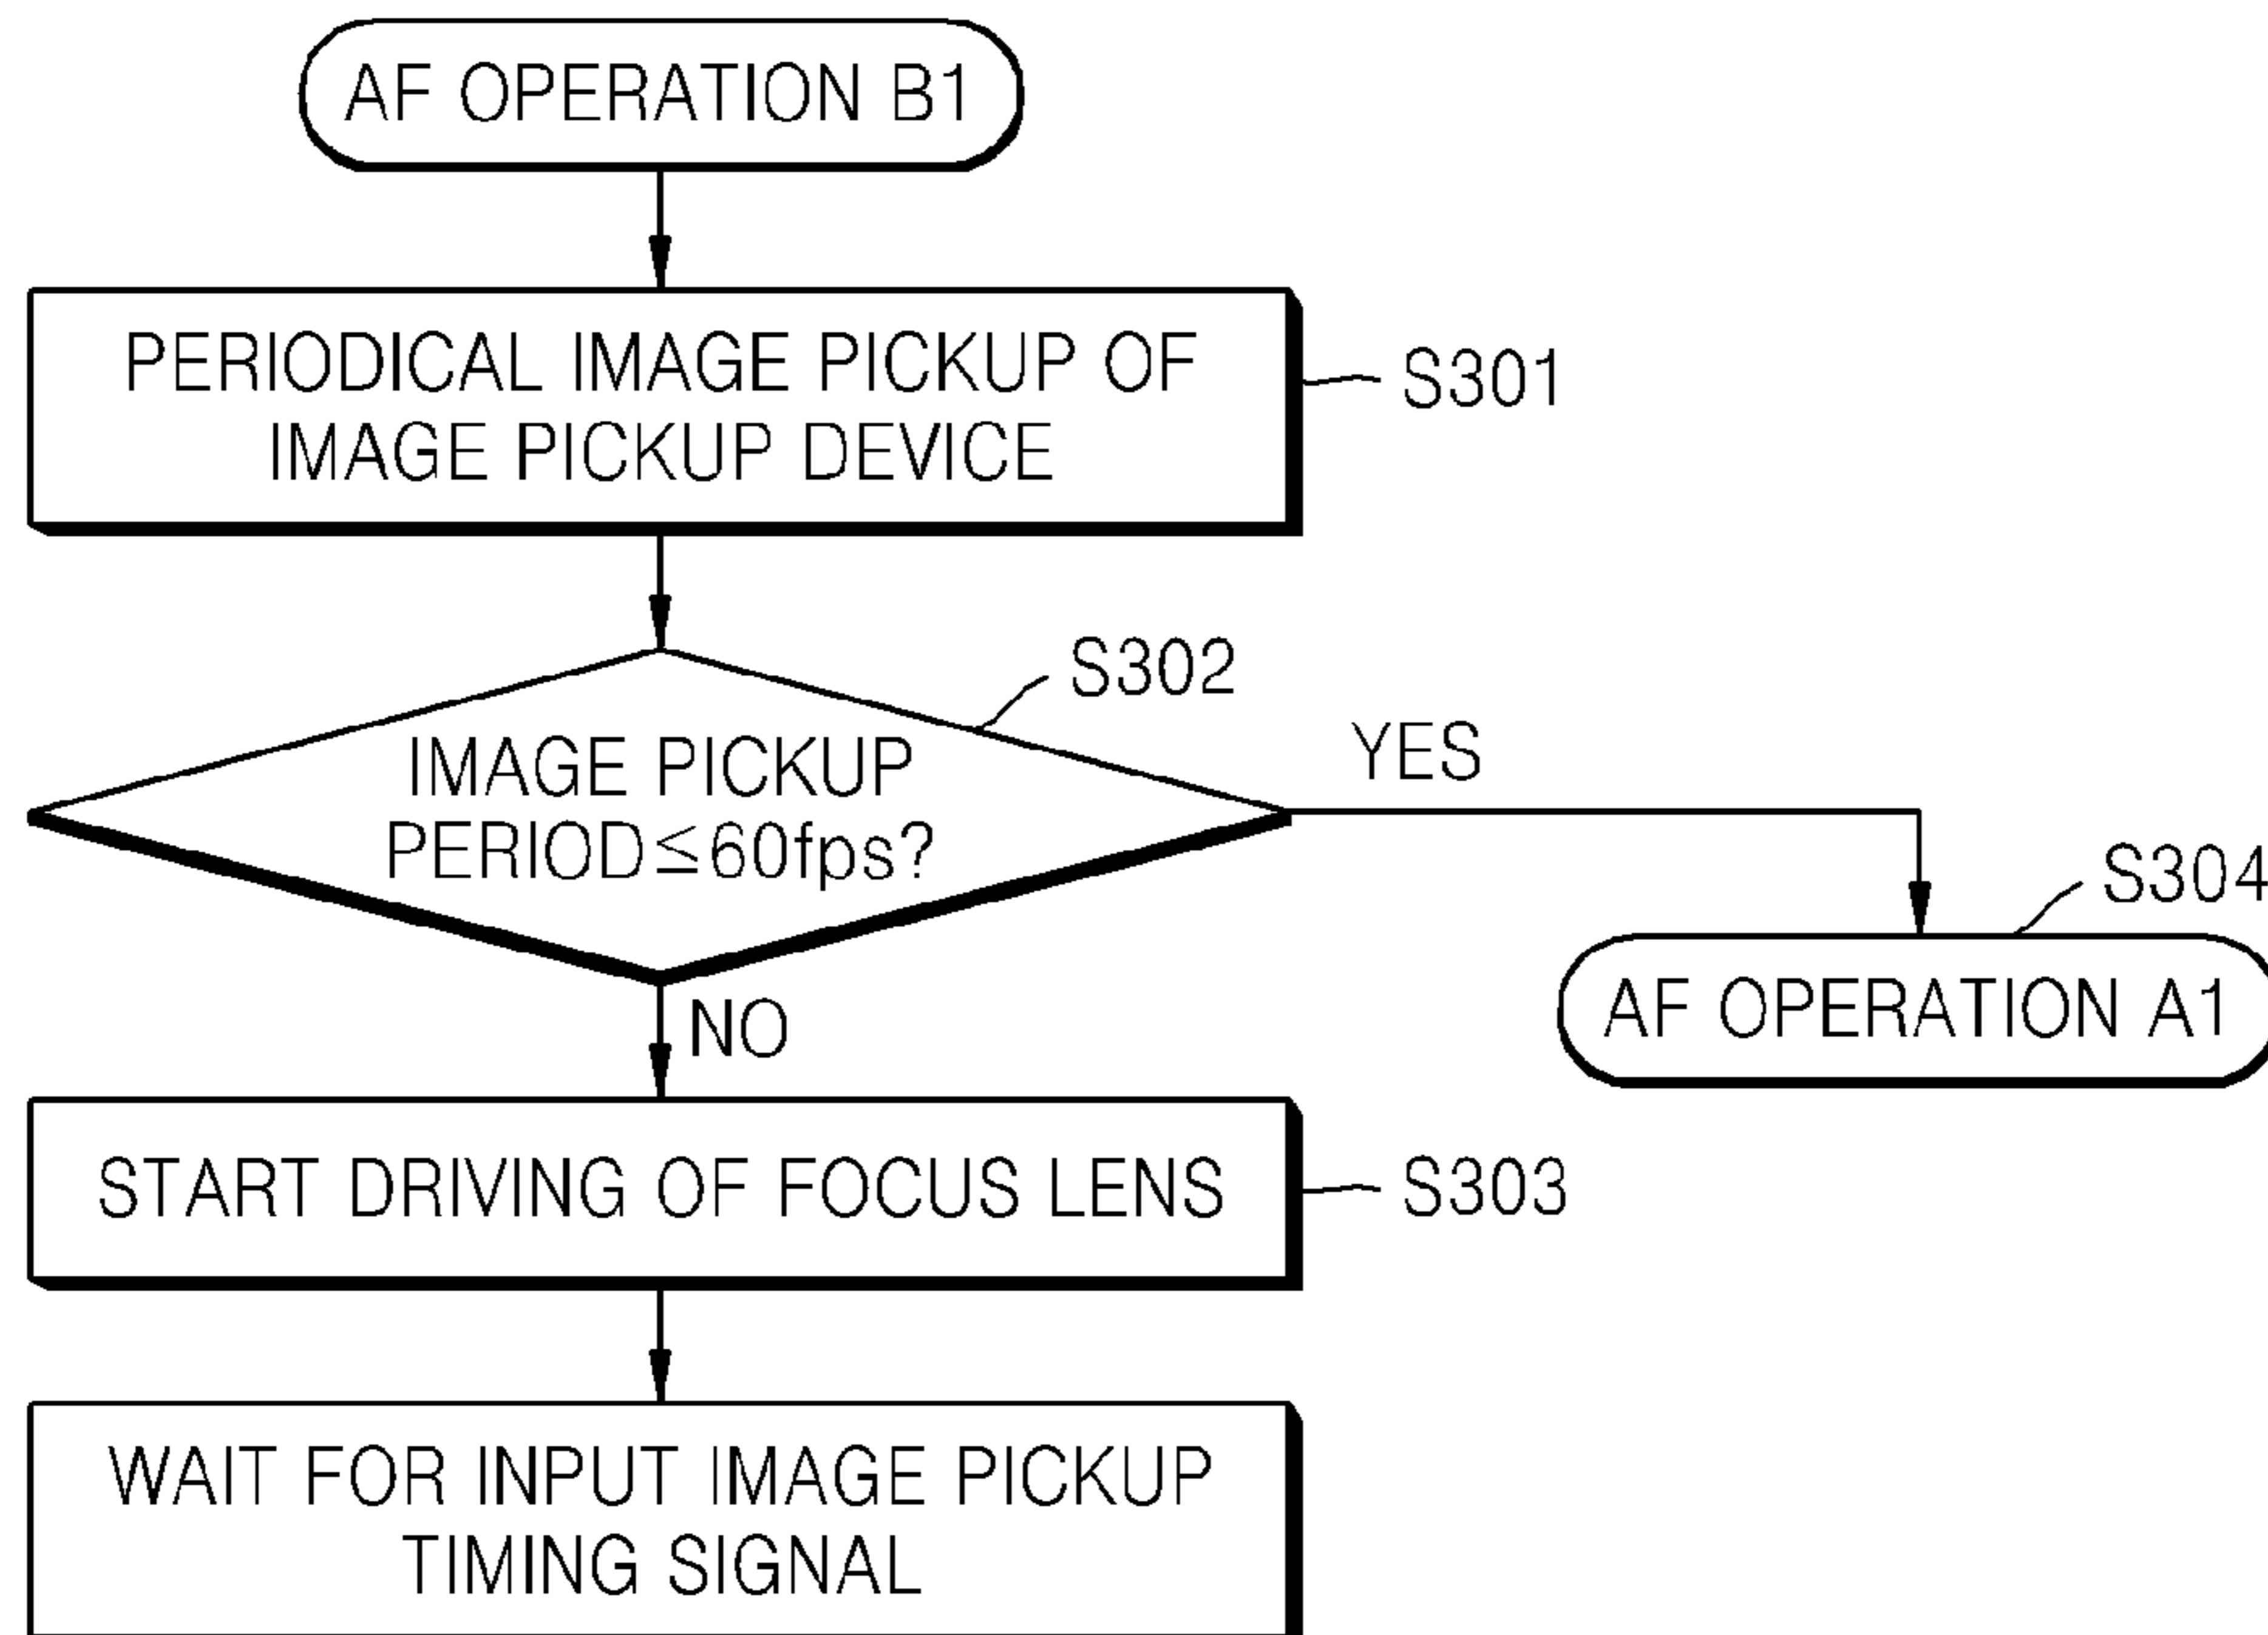 AF OPERATION B1
PERIODICAL IMAGE PICKUP OF
IMAGE PICKUP DEVICE
S301
S302
IMAGE PICKUP
PERIOD≤60fps?
YES
S304
AF OPERATION A1
NO
START DRIVING OF FOCUS LENS
S303
WAIT FOR INPUT IMAGE PICKUP
TIMING SIGNAL